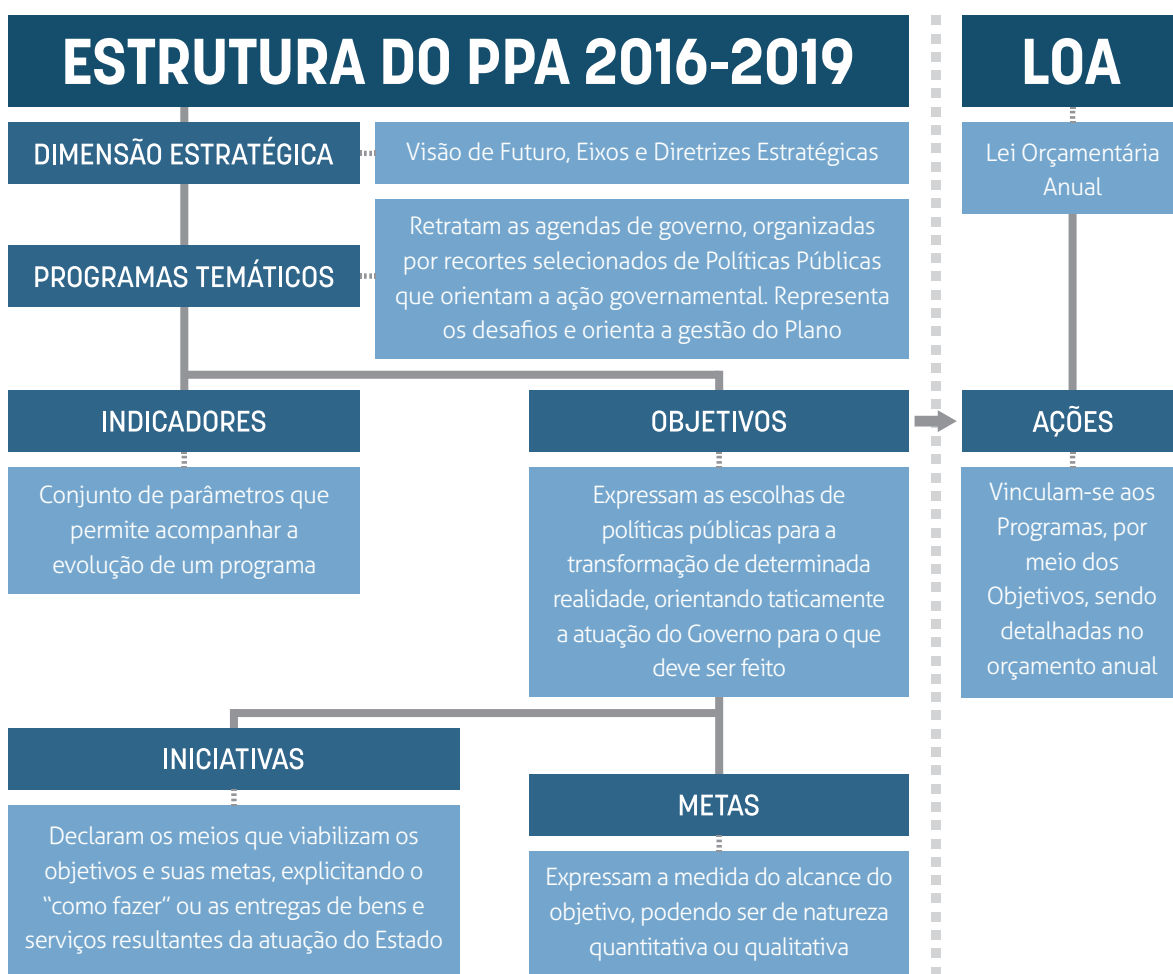 ESTRUTURA DO PPA 2016-2019
DIMENSÃO ESTRATÉGICA
Visão de Futuro, Eixos e Diretrizes Estratégicas
PROGRAMAS TEMÁTICOS
Retratam as agendas de governo, organizadas
por recortes selecionados de Políticas Públicas
que orientam a ação governamental. Representa
os desafios e orienta a gestão do Plano
INDICADORES
Conjunto de parâmetros que
permite acompanhar a
evolução de um programa
OBJETIVOS
Expressam as escolhas de
políticas públicas para a
transformação de determinada
realidade, orientando taticamente
a atuação do Governo para o que
deve ser feito
INICIATIVAS
Declaram os meios que viabilizam os
objetivos e suas metas, explicitando o
“como fazer” ou as entregas de bens e
serviços resultantes da atuação do Estado
METAS
Expressam a medida do alcance do
objetivo, podendo ser de natureza
quantitativa ou qualitativa
LOA
Lei Orçamentária
Anual
AÇÕES
Vinculam-se aos
Programas, por
meio dos
Objetivos, sendo
detalhadas no
orçamento anual